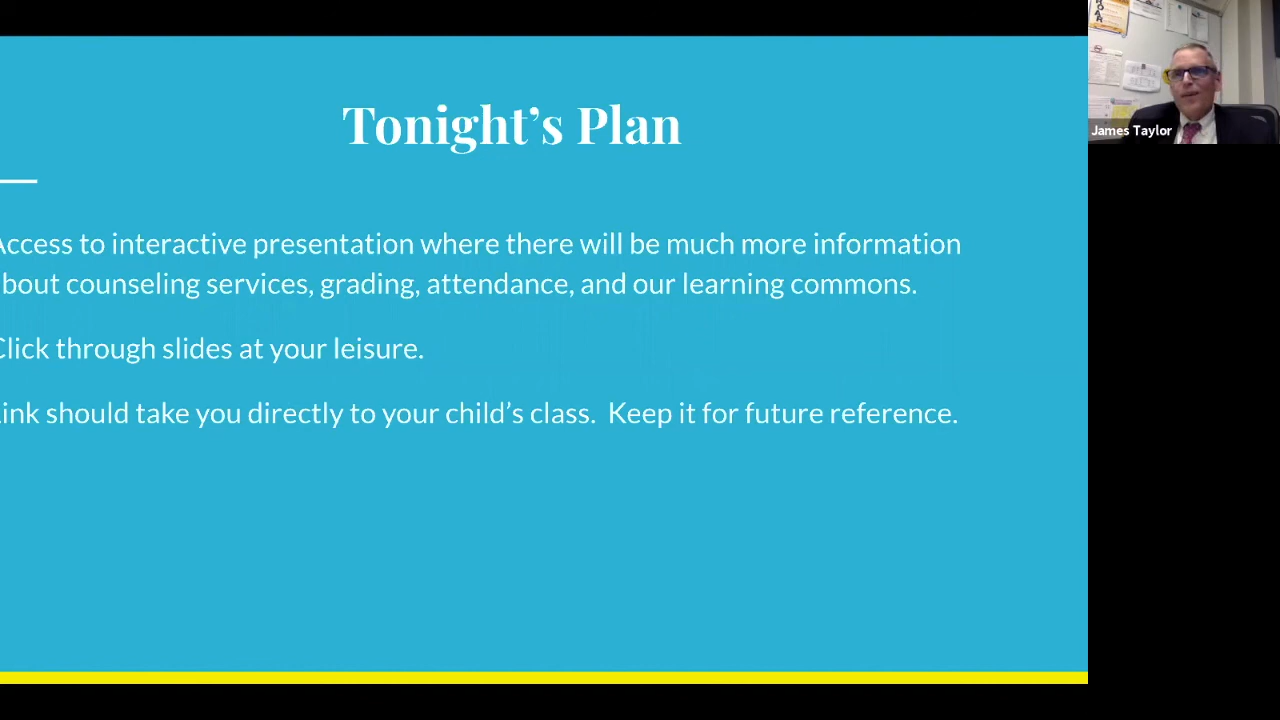 Tonight's Plan
Access to interactive presentation where there will be much more information
about counseling services, grading, attendance, and our learning commons.
Click through slides at your leisure.
Link should take you directly to your child's class.  Keep it for future reference.
James Taylor